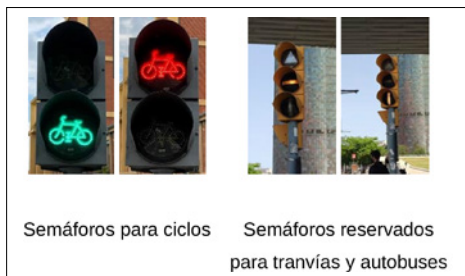 Semáforos para ciclos
Semáforos reservados
para tranvías y autobuses